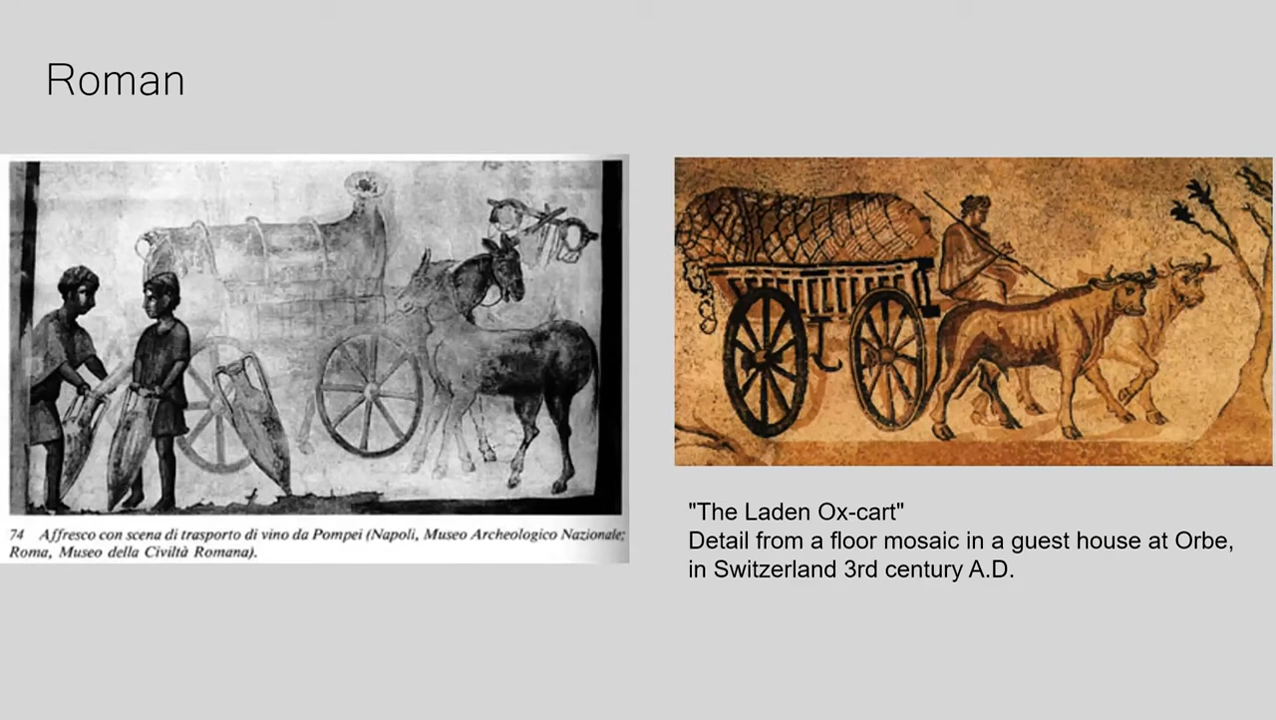 Roman
74 Affresco con scena di trasporto di vino da Pompei (Napoli, Museo Archeologico Nazionale;
Roma, Museo della Civiltà Romana).
"The Laden Ox-cart"
Detail from a floor mosaic in a guest house at Orbe,
in Switzerland 3rd century A.D.